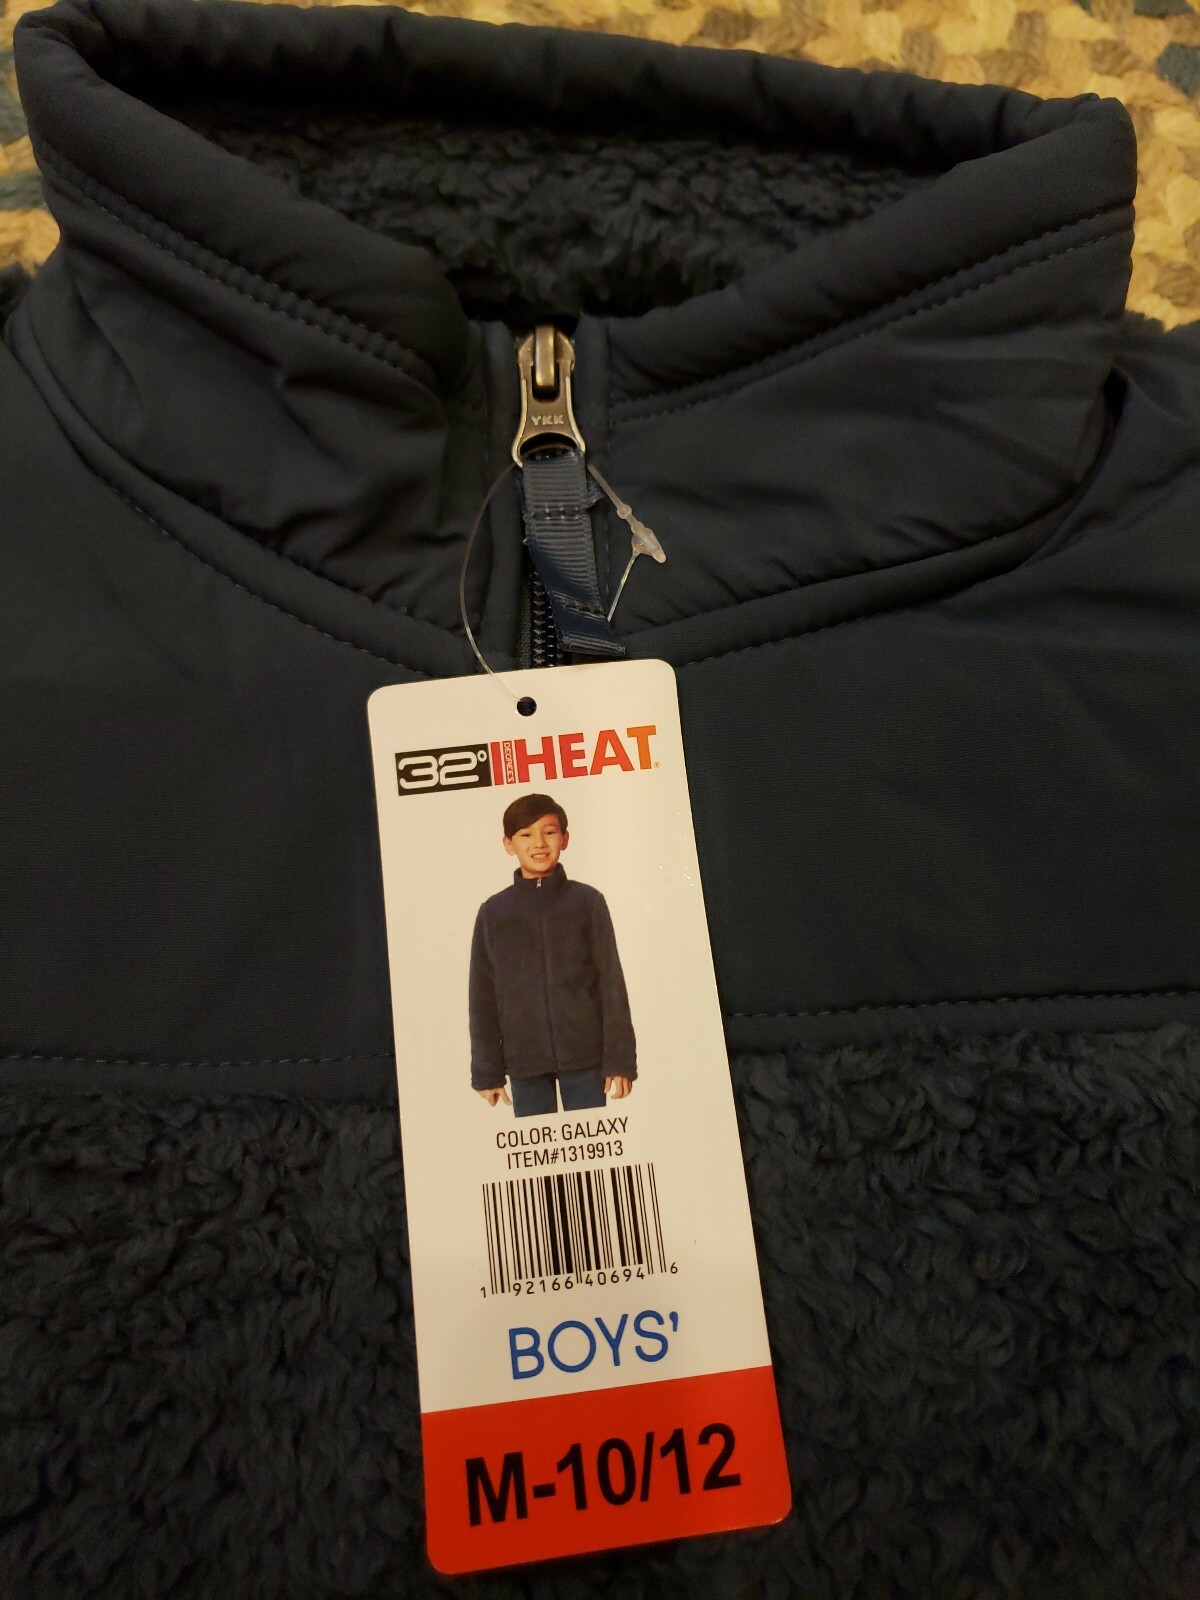 YKK
32° DEGREES HEAT®
COLOR: GALAXY
ITEM#1319913
1 92166 40694 6
BOYS'
M-10/12